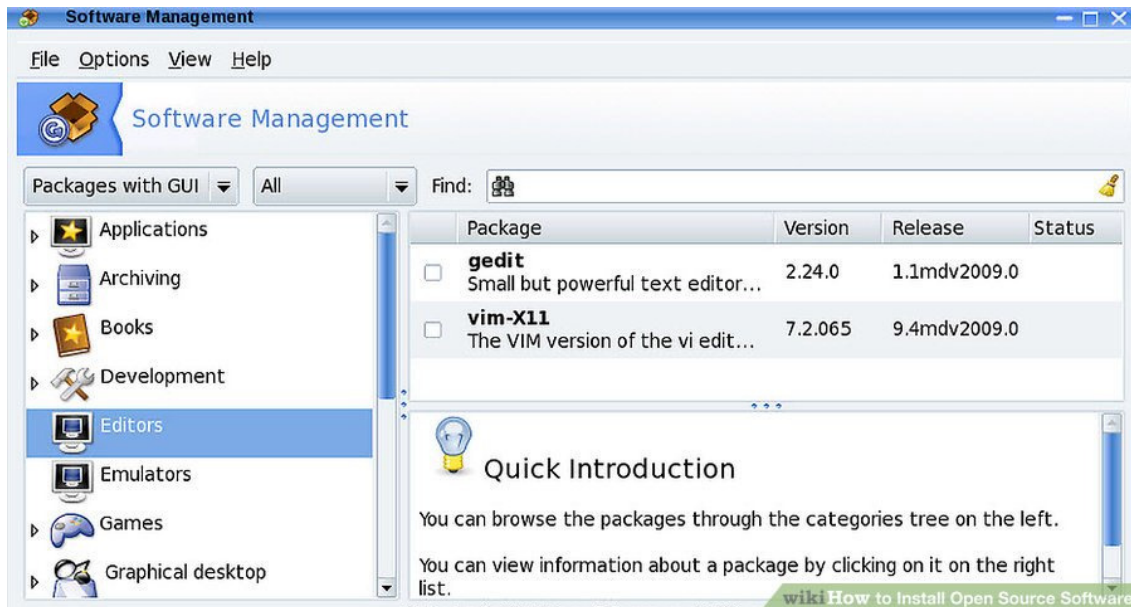 Software Management
File Options View Help
Software Management
Packages with GUI All Find:
Applications
Archiving
Books
Development
Editors
Emulators
Games
Graphical desktop
Package Version Release Status
gedit
Small but powerful text editor... 2.24.0 1.1mdv2009.0
vim-X11
The VIM version of the vi edit... 7.2.065 9.4mdv2009.0
Quick Introduction
You can browse the packages through the categories tree on the left.
You can view information about a package by clicking on it on the right
list.
wikiHow to Install Open Source Software